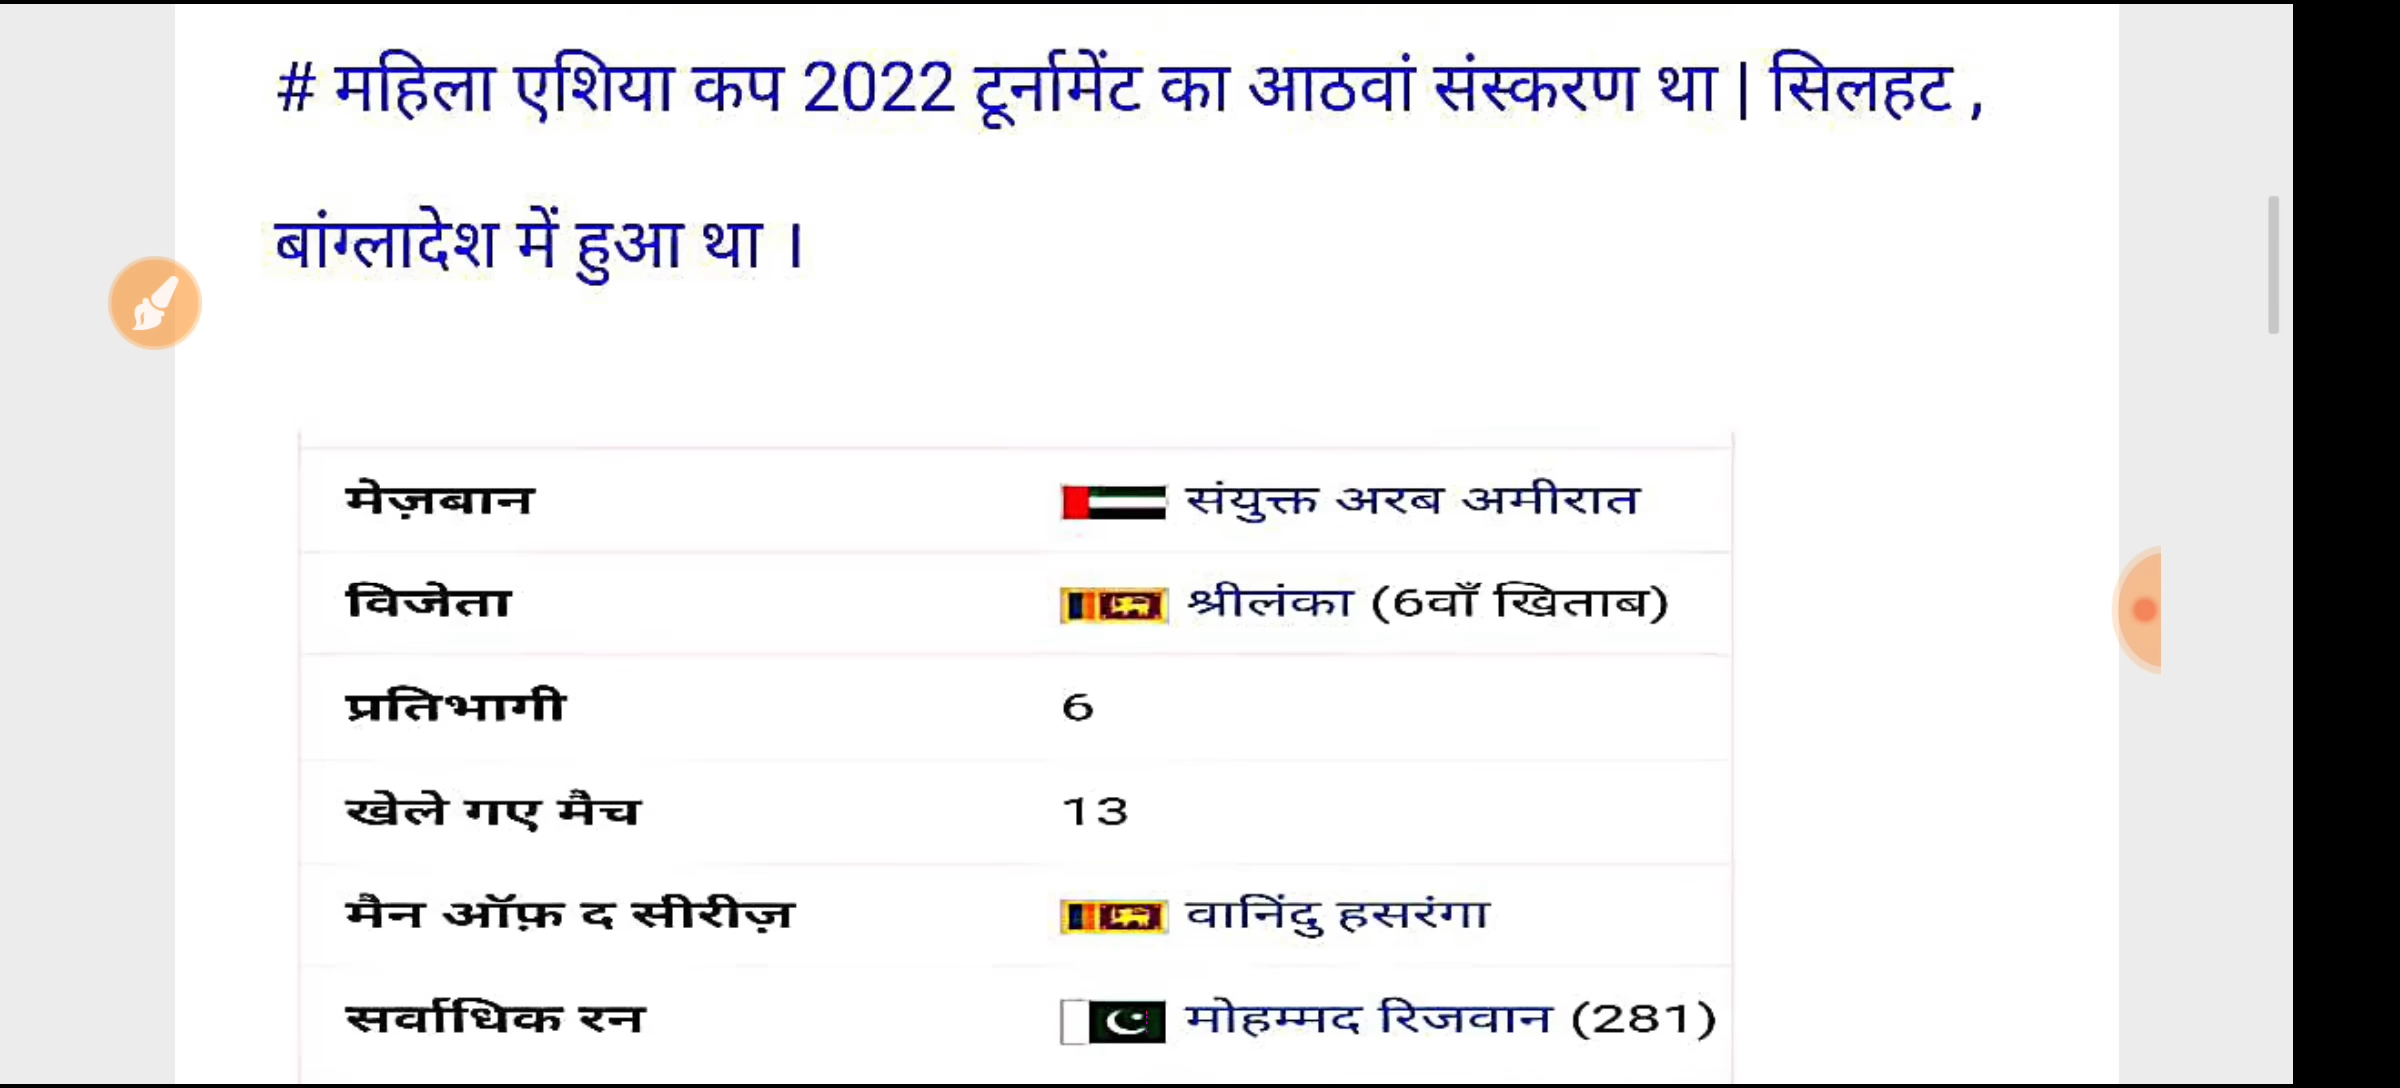 # महिला एशिया कप 2022 टूर्नामेंट का आठवां संस्करण था | सिलहट ,
बांग्लादेश में हुआ था ।
मेज़बान संयुक्त अरब अमीरात
विजेता श्रीलंका (6वाँ खिताब)
प्रतिभागी 6
खेले गए मैच 13
मैन ऑफ़ द सीरीज़ वानिंदु हसरंगा
सर्वाधिक रन मोहम्मद रिजवान (281)